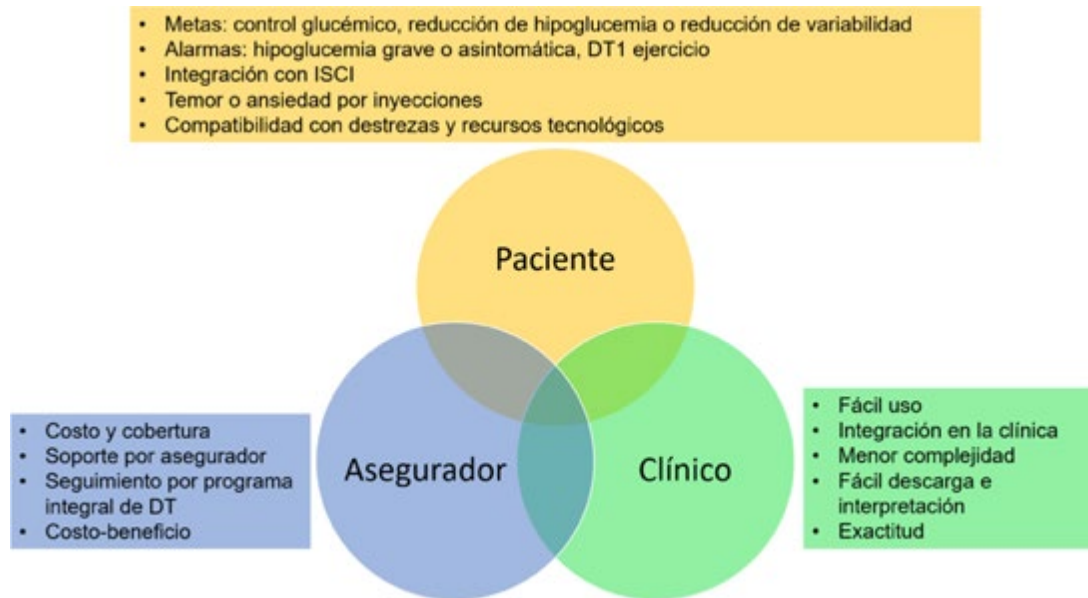 • Metas: control glucémico, reducción de hipoglucemia o reducción de variabilidad
• Alarmas: hipoglucemia grave o asintomática, DT1 ejercicio
• Integración con ISCI
• Temor o ansiedad por inyecciones
• Compatibilidad con destrezas y recursos tecnológicos
Paciente
• Costo y cobertura
• Soporte por asegurador
• Seguimiento por programa
integral de DT
• Costo-beneficio
Asegurador
Clínico
• Fácil uso
• Integración en la clínica
• Menor complejidad
• Fácil descarga e
interpretación
• Exactitud